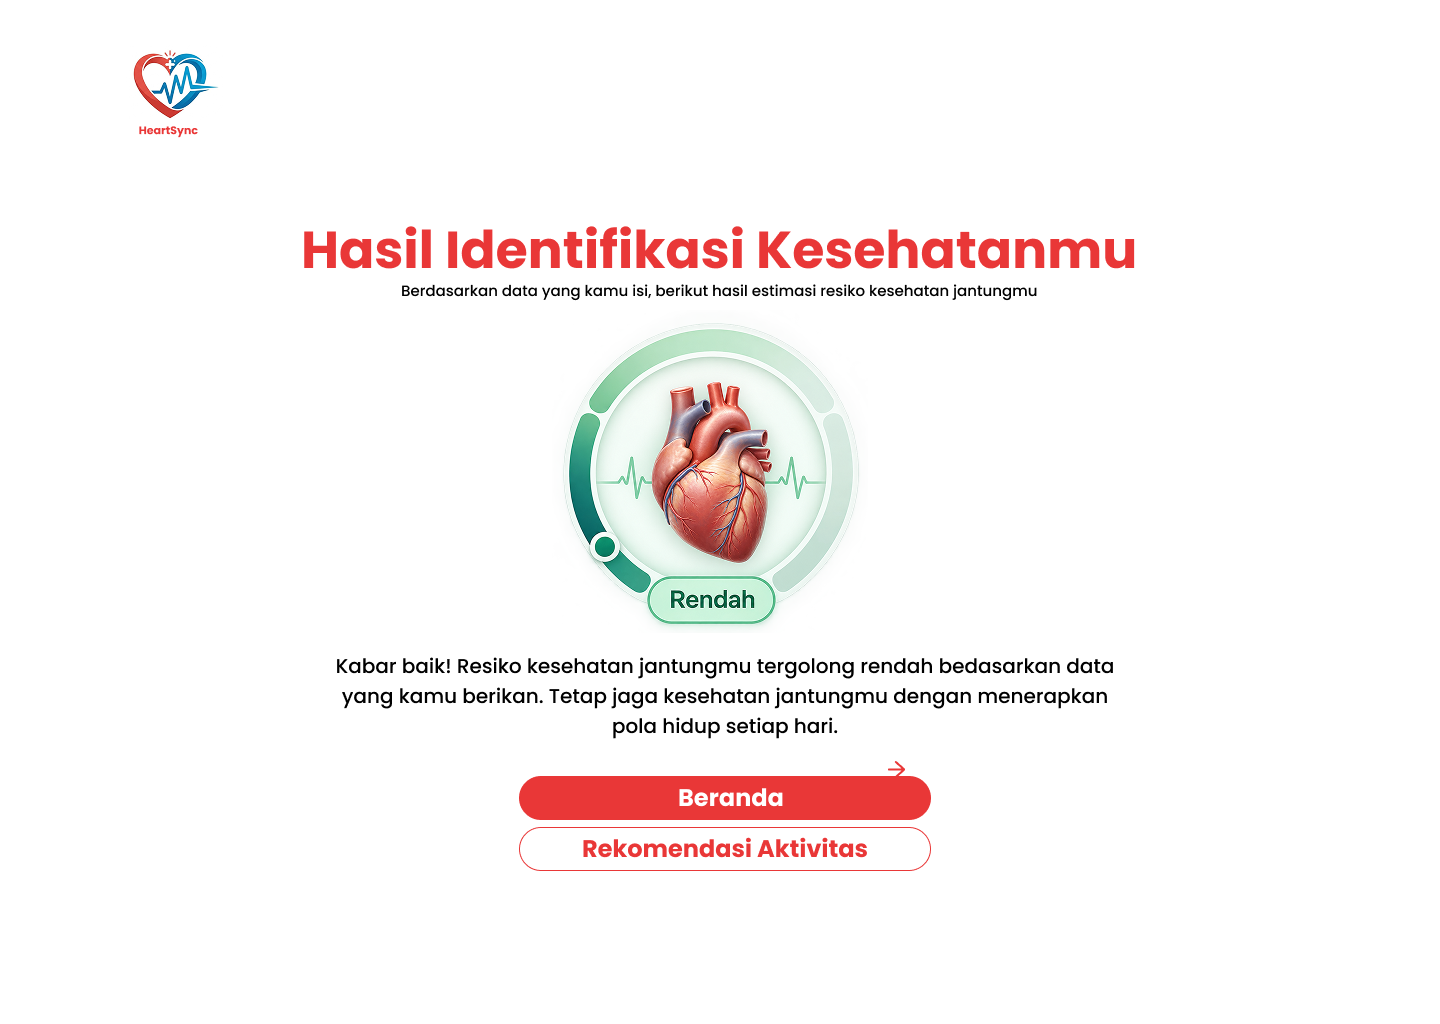 HeartSync
Hasil Identifikasi Kesehatanmu
Berdasarkan data yang kamu isi, berikut hasil estimasi resiko kesehatan jantungmu
Rendah
Kabar baik! Resiko kesehatan jantungmu tergolong rendah bedasarkan data
yang kamu berikan. Tetap jaga kesehatan jantungmu dengan menerapkan
pola hidup setiap hari.
Beranda
Rekomendasi Aktivitas